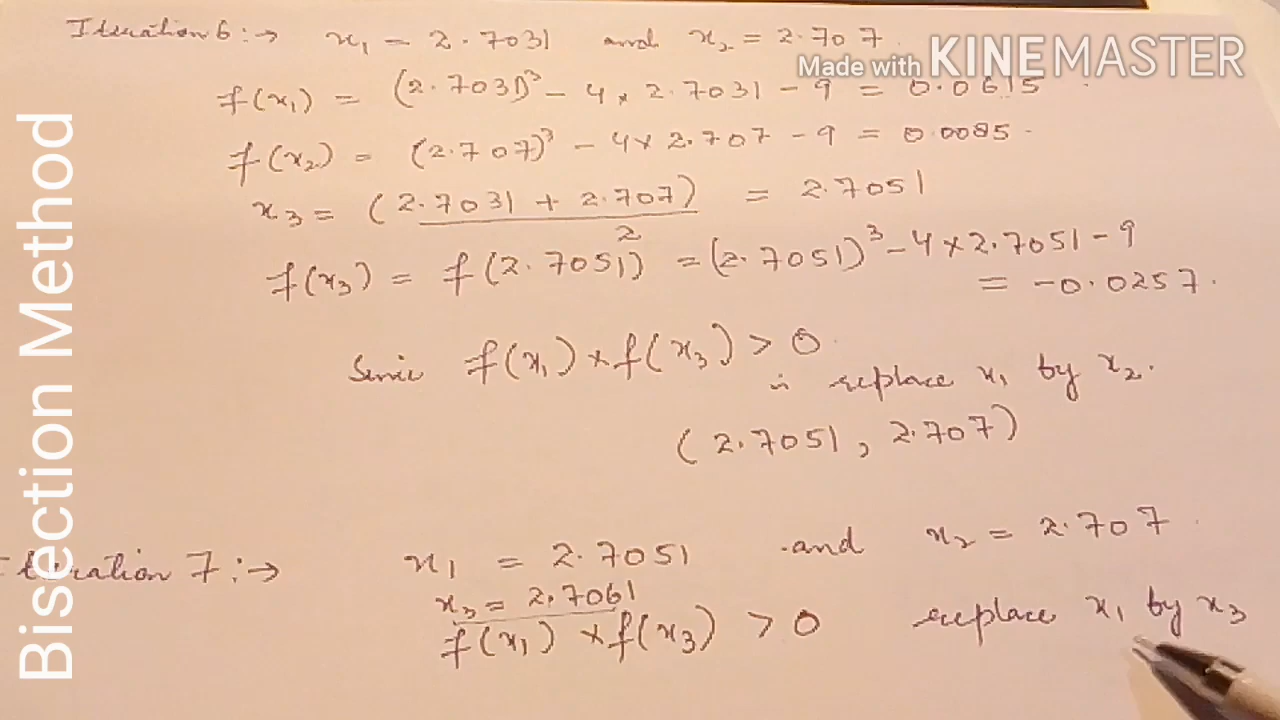 Iteration 6 :→ x₁ = 2.7031 and x₂ = 2.707.
Made with KINEMASTER
f(x₁) = (2.7031)³ - 4 × 2.7031 - 9 = 0.0615
f(x₂) = (2.707)³ - 4 × 2.707 - 9 = 0.0085.
x₃ = (2.7031 + 2.707) / 2 = 2.7051
f(x₃) = f(2.7051) = (2.7051)³ - 4 × 2.7051 - 9
= -0.0257.
f(x₁) × f(x₃) > 0.
replace x₁ by x₂.
(2.7051, 2.707)
Iteration 7 :→ x₁ = 2.7051 and x₂ = 2.707.
x₃ = 2.7061
f(x₁) × f(x₃) > 0 replace x₁ by x₃
Bisection Method